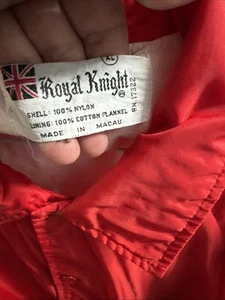 XL
Royal Knight
SHELL: 100% NYLON
LINING: 100% COTTON FLANNEL
MADE IN MACAU
RN 17322